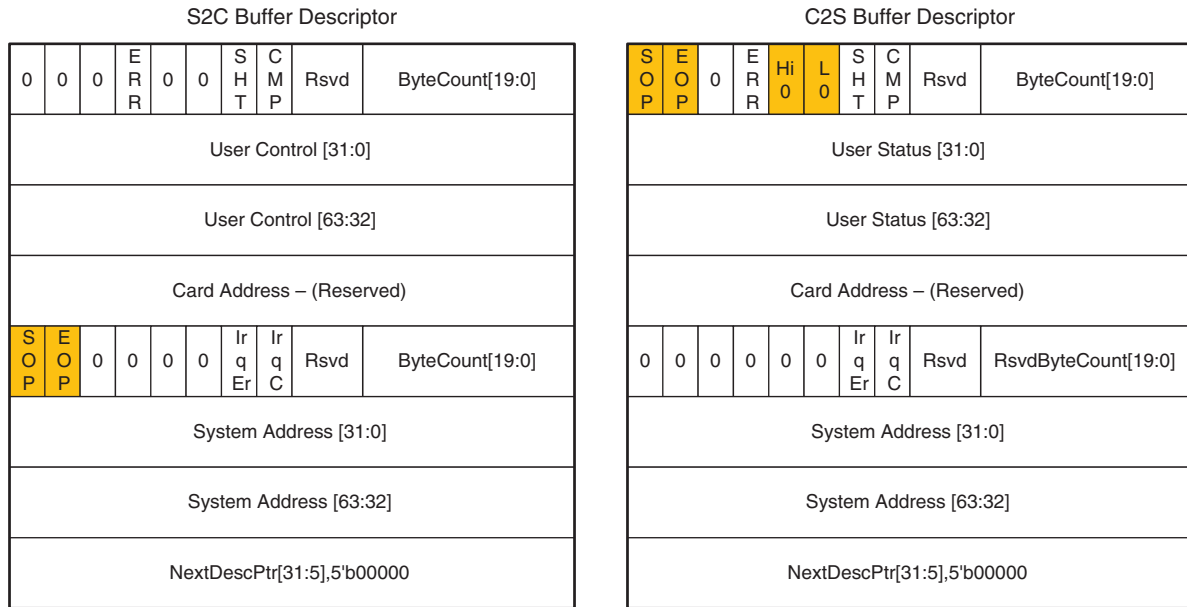 S2C Buffer Descriptor
0 0 0 ERR 0 0 SHT CMP Rsvd ByteCount[19:0]
User Control [31:0]
User Control [63:32]
Card Address – (Reserved)
SOP EOP 0 0 0 0 IrqEr IrqC Rsvd ByteCount[19:0]
System Address [31:0]
System Address [63:32]
NextDescPtr[31:5],5'b00000
C2S Buffer Descriptor
SOP EOP 0 ERR Hi 0 L 0 SHT CMP Rsvd ByteCount[19:0]
User Status [31:0]
User Status [63:32]
Card Address – (Reserved)
0 0 0 0 0 0 IrqEr IrqC Rsvd RsvdByteCount[19:0]
System Address [31:0]
System Address [63:32]
NextDescPtr[31:5],5'b00000